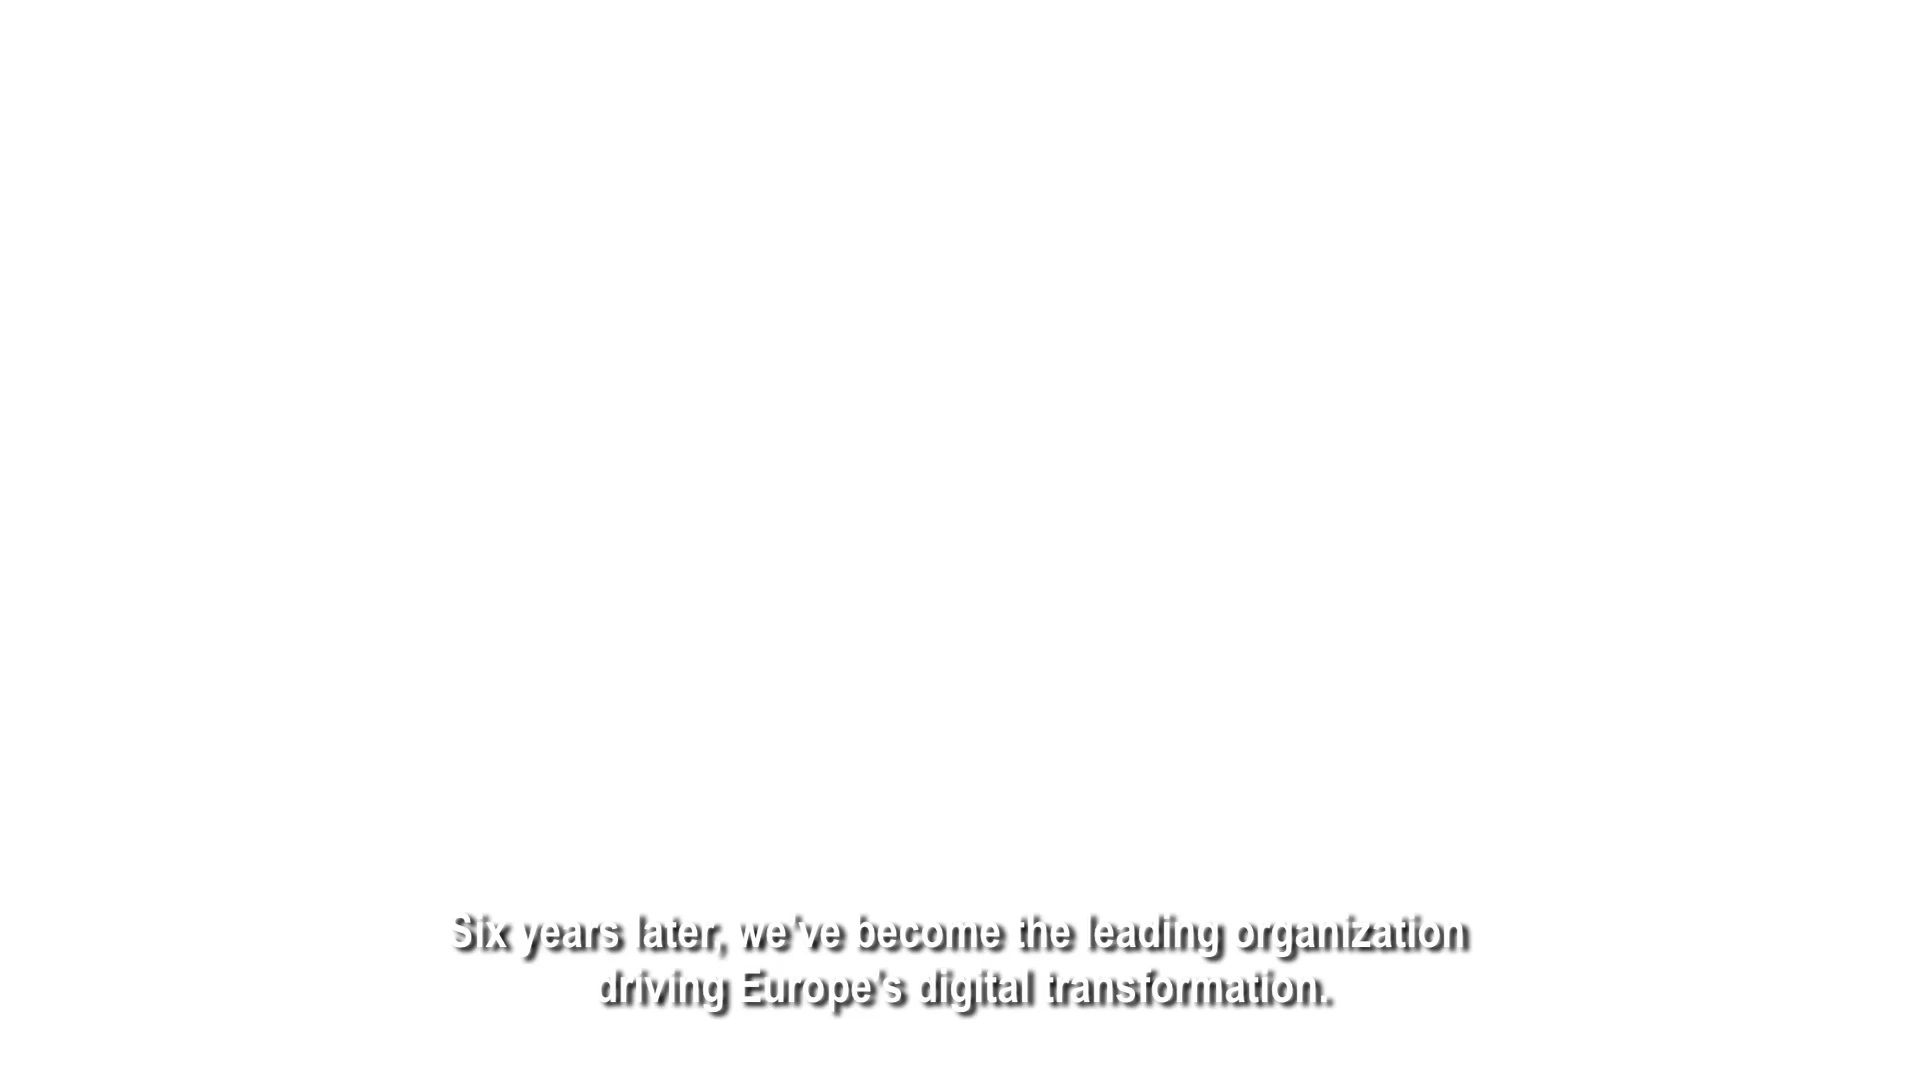 Six years later, we've become the leading organization
driving Europe's digital transformation.